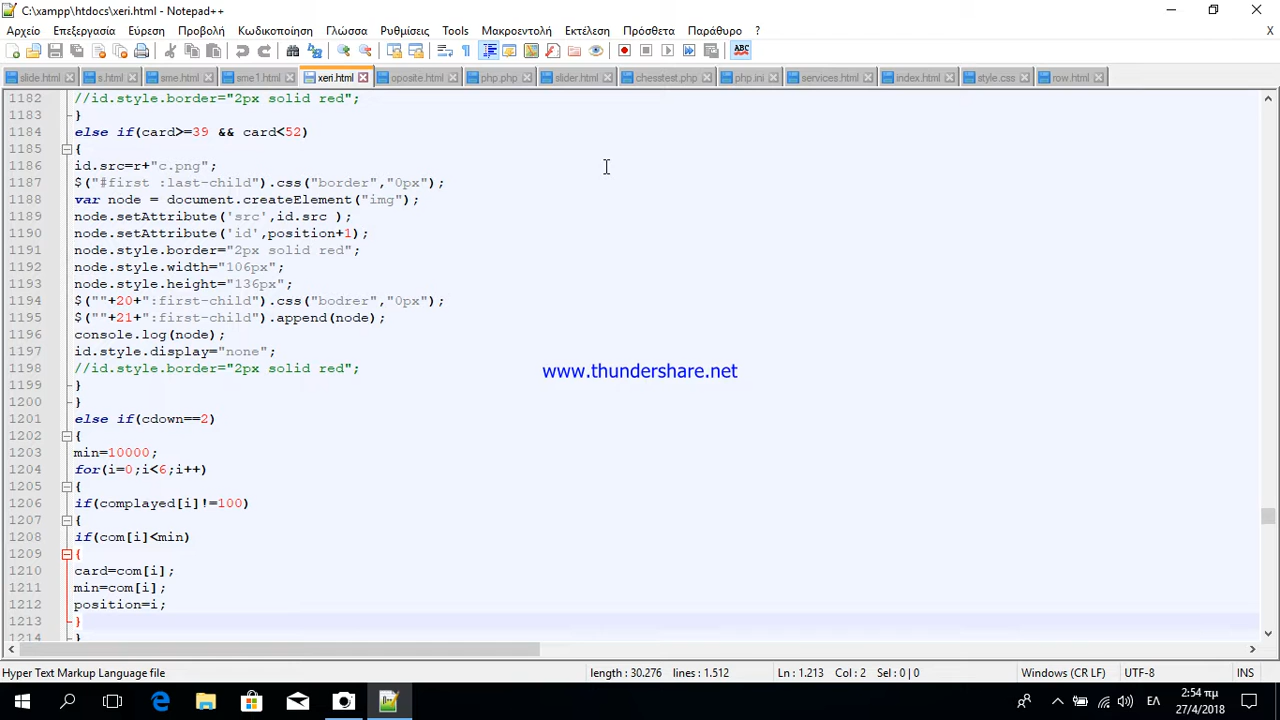 C:\xampp\htdocs\xeri.html - Notepad++
Αρχείο Επεξεργασία Εύρεση Προβολή Κωδικοποίηση Γλώσσα Ρυθμίσεις Tools Μακροεντολή Εκτέλεση Πρόσθετα Παράθυρο ? X
slide.html s.html sme.html sme1.html xeri.html oposite.html php.php slider.html chesstest.php php.ini services.html index.html style.css row.html
1182 //id.style.border="2px solid red";
1183 }
1184 else if(card>=39 && card<52)
1185 {
1186 id.src=r+"c.png";
1187 $("#first :last-child").css("border","0px");
1188 var node = document.createElement("img");
1189 node.setAttribute('src',id.src );
1190 node.setAttribute('id',position+1);
1191 node.style.border="2px solid red";
1192 node.style.width="106px";
1193 node.style.height="136px";
1194 $(""+20+":first-child").css("bodrer","0px");
1195 $(""+21+":first-child").append(node);
1196 console.log(node);
1197 id.style.display="none";
1198 //id.style.border="2px solid red";
1199 }
1200 }
1201 else if(cdown==2)
1202 {
1203 min=10000;
1204 for(i=0;i<6;i++)
1205 {
1206 if(complayed[i]!=100)
1207 {
1208 if(com[i]<min)
1209 {
1210 card=com[i];
1211 min=com[i];
1212 position=i;
1213 }
1214 }
www.thundershare.net
Hyper Text Markup Language file length : 30.276 lines : 1.512 Ln : 1.213 Col : 2 Sel : 0 | 0 Windows (CR LF) UTF-8 INS
ΕΛ 2:54 πμ
27/4/2018